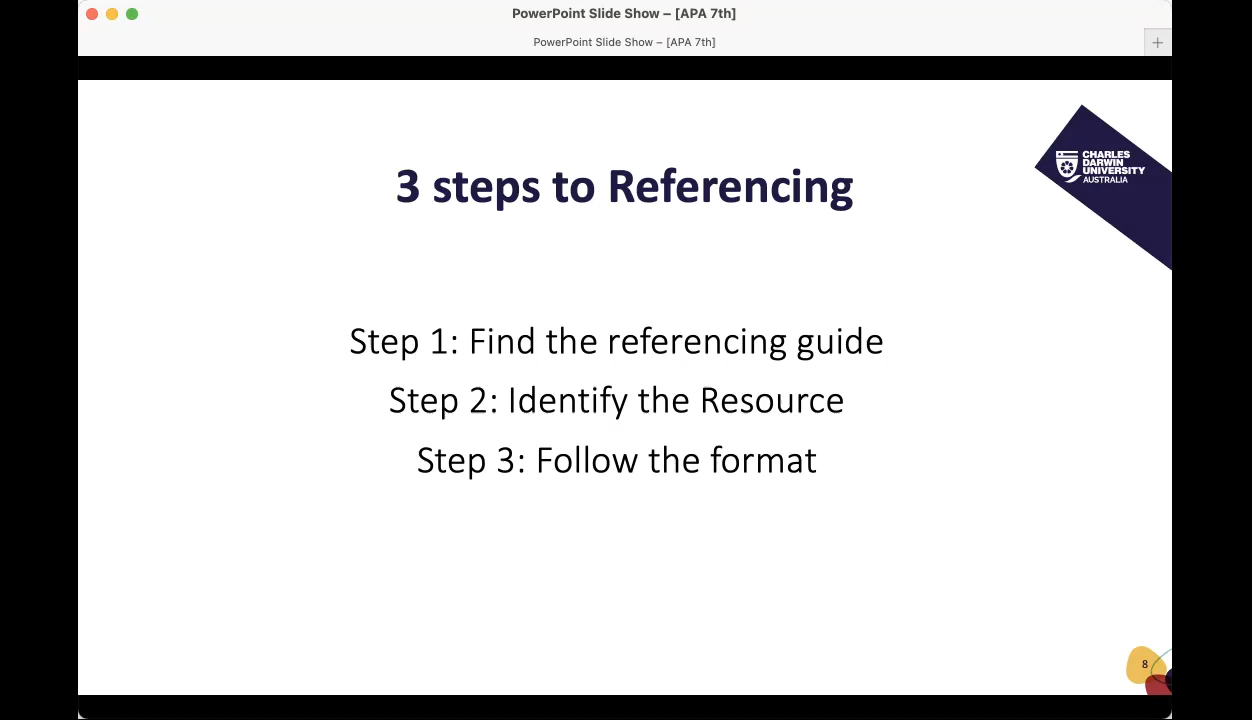 PowerPoint Slide Show – [APA 7th]
PowerPoint Slide Show – [APA 7th]
+
CHARLES
DARWIN
UNIVERSITY
AUSTRALIA
3 steps to Referencing
Step 1: Find the referencing guide
Step 2: Identify the Resource
Step 3: Follow the format
8